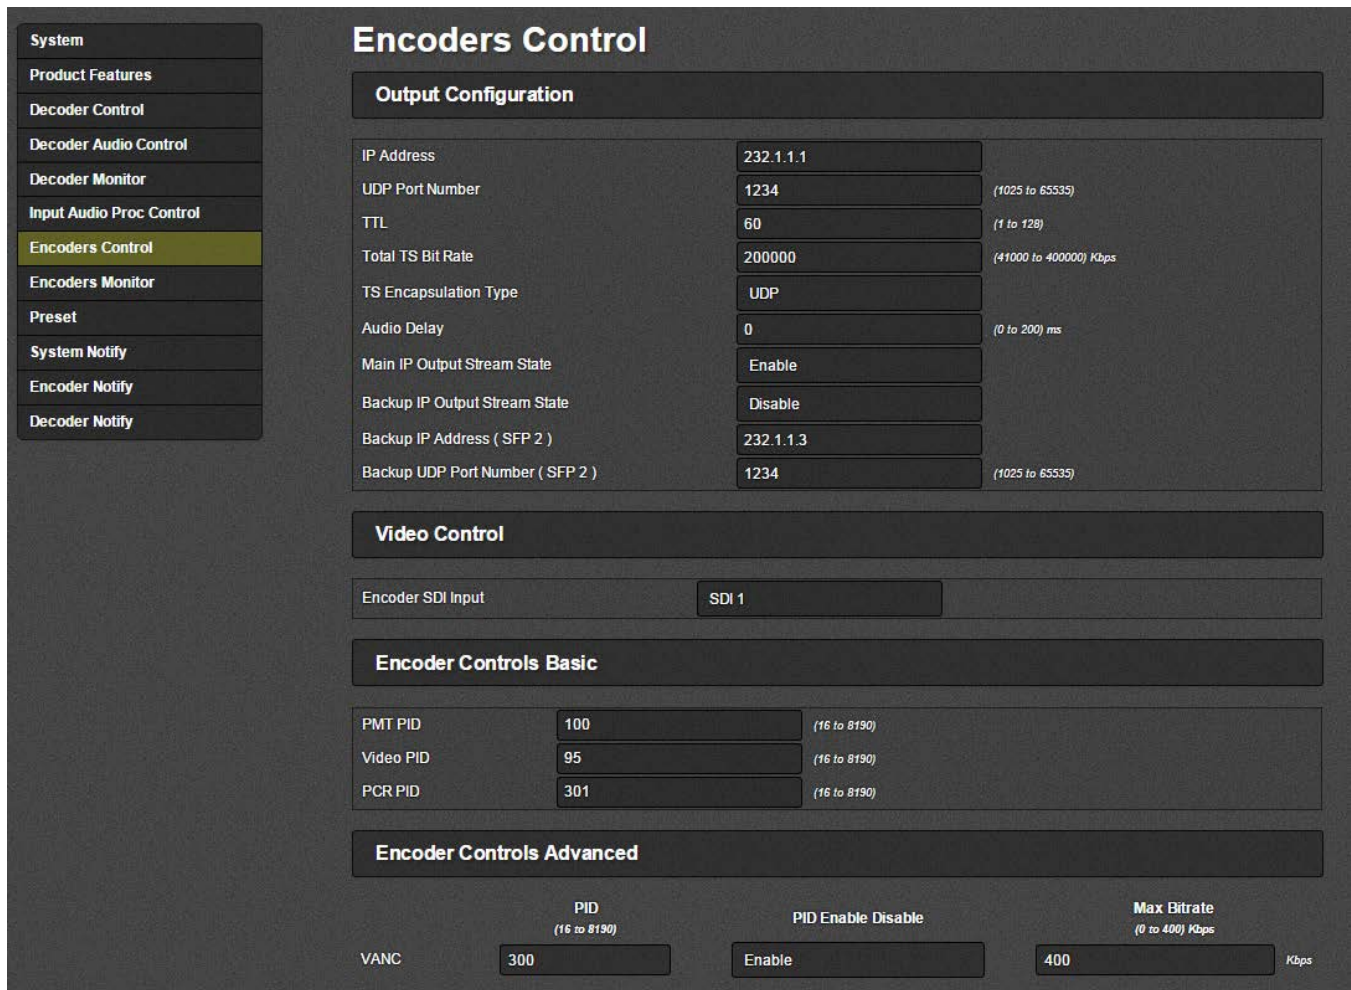 System
Product Features
Decoder Control
Decoder Audio Control
Decoder Monitor
Input Audio Proc Control
Encoders Control
Encoders Monitor
Preset
System Notify
Encoder Notify
Decoder Notify
Encoders Control
Output Configuration
IP Address 232.1.1.1
UDP Port Number 1234 (1025 to 65535)
TTL 60 (1 to 128)
Total TS Bit Rate 200000 (41000 to 400000) Kbps
TS Encapsulation Type UDP
Audio Delay 0 (0 to 200) ms
Main IP Output Stream State Enable
Backup IP Output Stream State Disable
Backup IP Address ( SFP 2 ) 232.1.1.3
Backup UDP Port Number ( SFP 2 ) 1234 (1025 to 65535)
Video Control
Encoder SDI Input SDI 1
Encoder Controls Basic
PMT PID 100 (16 to 8190)
Video PID 95 (16 to 8190)
PCR PID 301 (16 to 8190)
Encoder Controls Advanced
PID PID Enable Disable Max Bitrate
(16 to 8190) (0 to 400) Kbps
VANC 300 Enable 400 Kbps